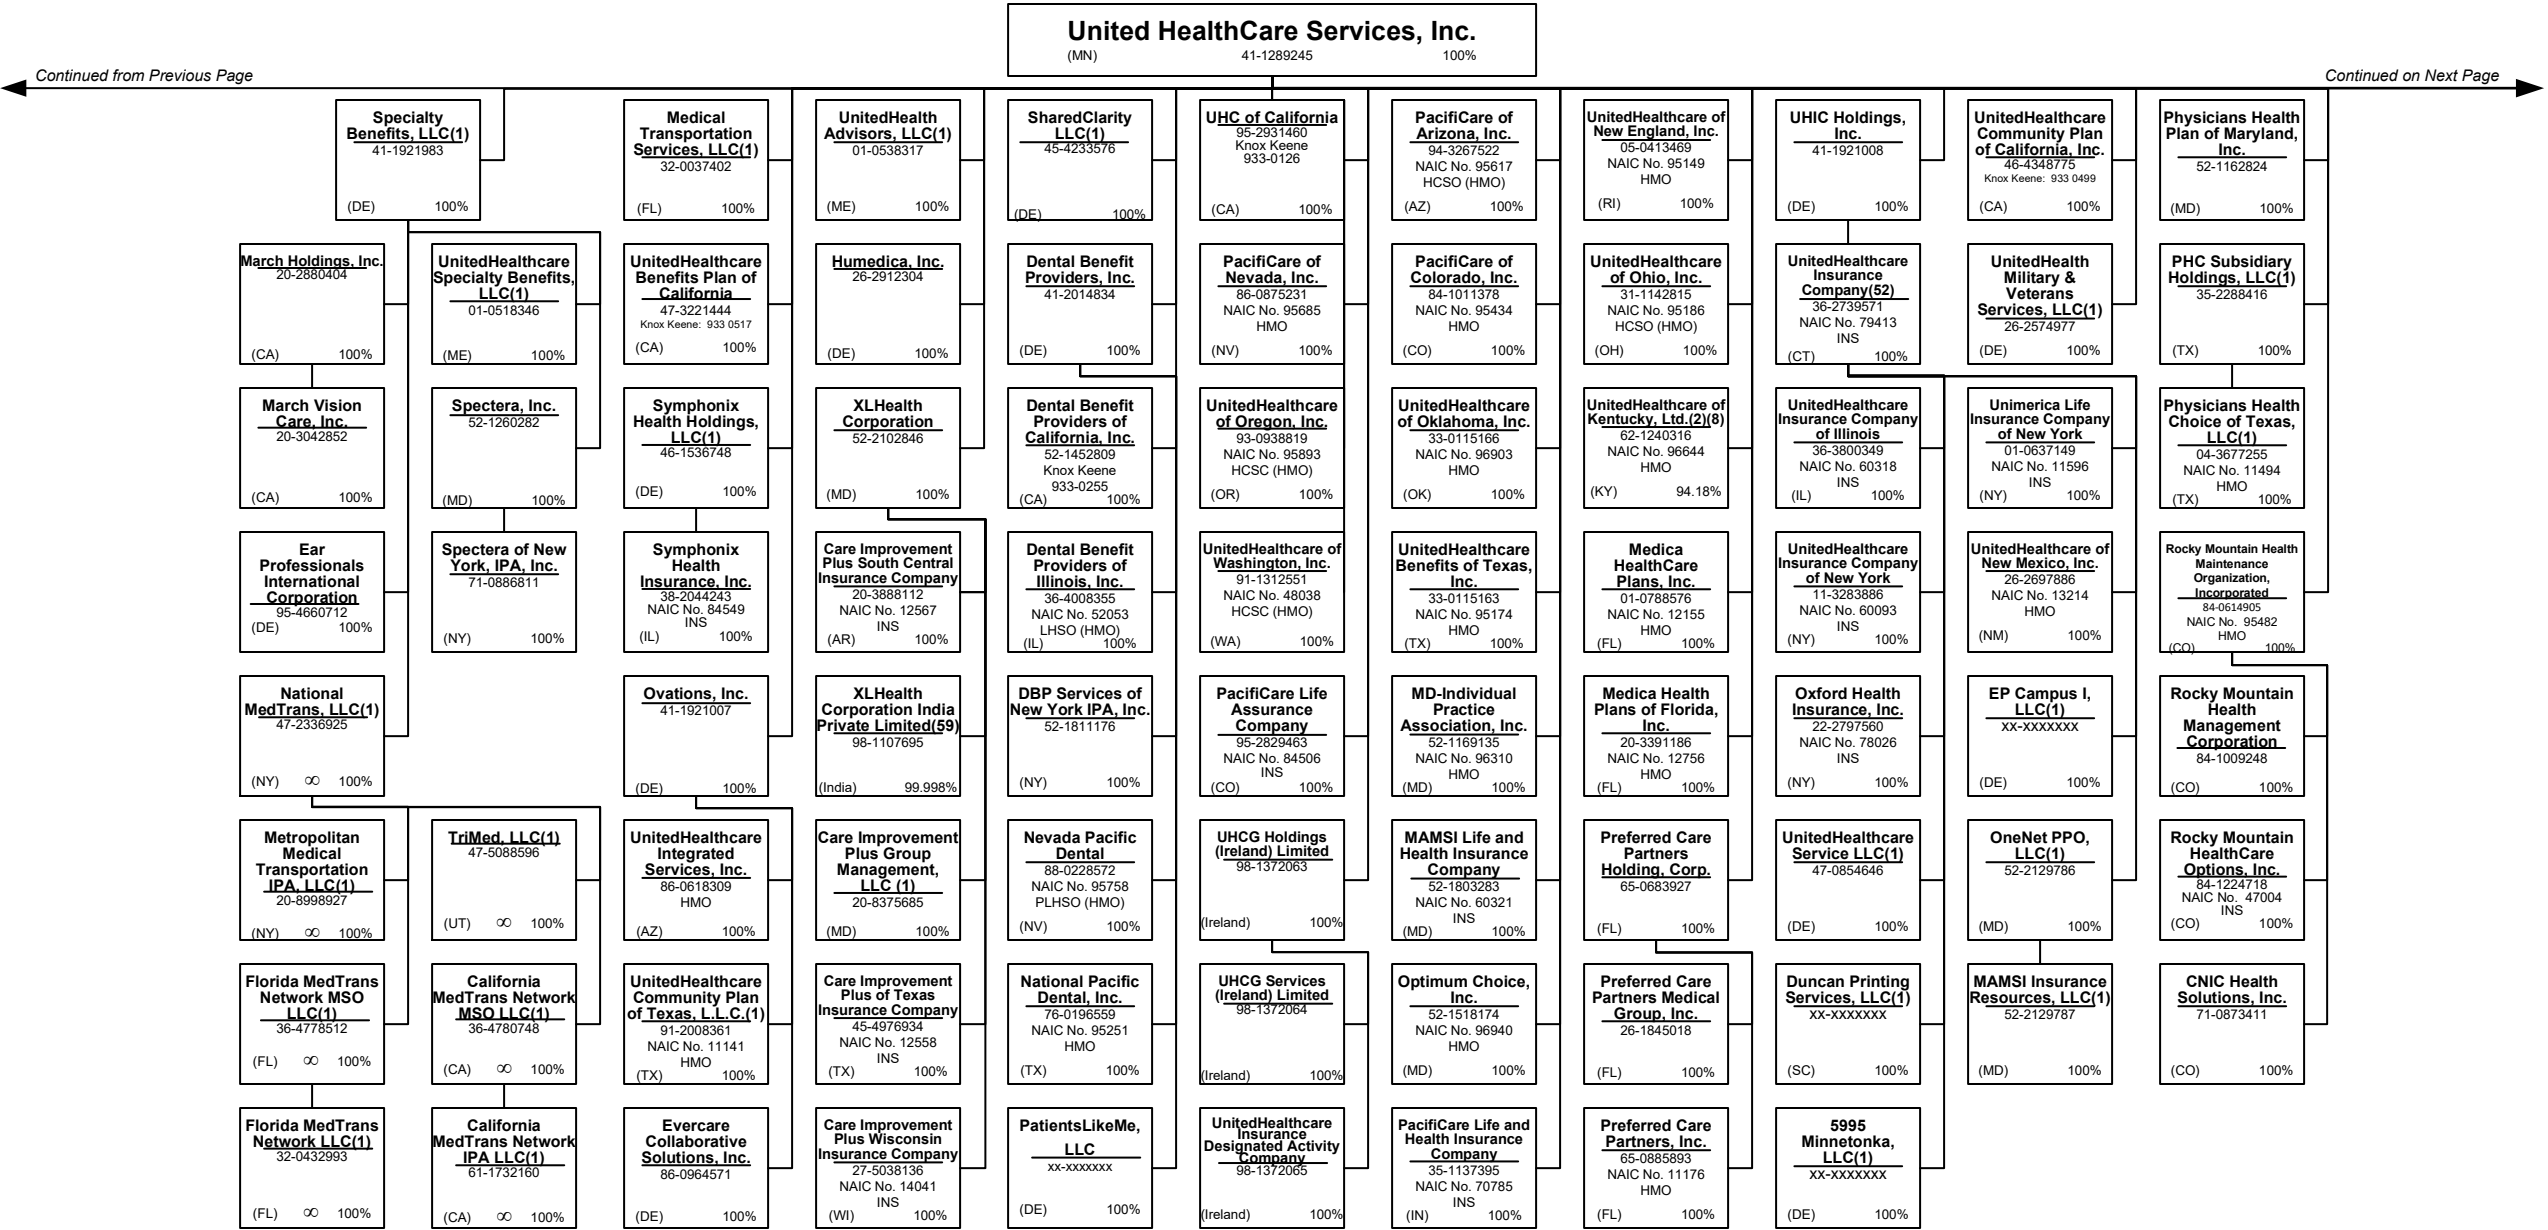 United HealthCare Services, Inc.
(MN) 41-1289245 100%
Continued from Previous Page
Continued on Next Page
Specialty
Benefits, LLC(1)
41-1921983
(DE) 100%
Medical
Transportation
Services, LLC(1)
32-0037402
(FL) 100%
UnitedHealth
Advisors, LLC(1)
01-0538317
(ME) 100%
SharedClarity
LLC(1)
45-4233576
(DE) 100%
UHC of California
95-2931460
Knox Keene
933-0126
(CA) 100%
PacifiCare of
Arizona, Inc.
94-3267522
NAIC No. 95617
HCSO (HMO)
(AZ) 100%
UnitedHealthcare of
New England, Inc.
05-0413469
NAIC No. 95149
HMO
(RI) 100%
UHIC Holdings,
Inc.
41-1921008
(DE) 100%
UnitedHealthcare
Community Plan
of California, Inc.
46-4348775
Knox Keene: 933 0499
(CA) 100%
Physicians Health
Plan of Maryland,
Inc.
52-1162824
(MD) 100%
March Holdings, Inc.
20-2880404
(CA) 100%
UnitedHealthcare
Specialty Benefits,
LLC(1)
01-0518346
(ME) 100%
UnitedHealthcare
Benefits Plan of
California
47-3221444
Knox Keene: 933 0517
(CA) 100%
Humedica, Inc.
26-2912304
(DE) 100%
Dental Benefit
Providers, Inc.
41-2014834
(DE) 100%
PacifiCare of
Nevada, Inc.
86-0875231
NAIC No. 95685
HMO
(NV) 100%
PacifiCare of
Colorado, Inc.
84-1011378
NAIC No. 95434
HMO
(CO) 100%
UnitedHealthcare
of Ohio, Inc.
31-1142815
NAIC No. 95186
HCSO (HMO)
(OH) 100%
UnitedHealthcare
Insurance
Company(52)
36-2739571
NAIC No. 79413
INS
(CT) 100%
UnitedHealth
Military &
Veterans
Services, LLC(1)
26-2574977
(DE) 100%
PHC Subsidiary
Holdings, LLC(1)
35-2288416
(TX) 100%
March Vision
Care, Inc.
20-3042852
(CA) 100%
Spectera, Inc.
52-1260282
(MD) 100%
Symphonix
Health Holdings,
LLC(1)
46-1536748
(DE) 100%
XLHealth
Corporation
52-2102846
(MD) 100%
Dental Benefit
Providers of
California, Inc.
52-1452809
Knox Keene
933-0255
(CA) 100%
UnitedHealthcare
of Oregon, Inc.
93-0938819
NAIC No. 95893
HCSC (HMO)
(OR) 100%
UnitedHealthcare
of Oklahoma, Inc.
33-0115166
NAIC No. 96903
HMO
(OK) 100%
UnitedHealthcare of
Kentucky, Ltd.(2)(8)
62-1240316
NAIC No. 96644
HMO
(KY) 94.18%
UnitedHealthcare
Insurance Company
of Illinois
36-3800349
NAIC No. 60318
INS
(IL) 100%
Unimerica Life
Insurance Company
of New York
01-0637149
NAIC No. 11596
INS
(NY) 100%
Physicians Health
Choice of Texas,
LLC(1)
04-3677255
NAIC No. 11494
HMO
(TX) 100%
Ear
Professionals
International
Corporation
95-4660712
(DE) 100%
Spectera of New
York, IPA, Inc.
71-0886811
(NY) 100%
Symphonix
Health
Insurance, Inc.
38-2044243
NAIC No. 84549
INS
(IL) 100%
Care Improvement
Plus South Central
Insurance Company
20-3888112
NAIC No. 12567
INS
(AR) 100%
Dental Benefit
Providers of
Illinois, Inc.
36-4008355
NAIC No. 52053
LHSO (HMO)
(IL) 100%
UnitedHealthcare of
Washington, Inc.
91-1312551
NAIC No. 48038
HCSC (HMO)
(WA) 100%
UnitedHealthcare
Benefits of Texas,
Inc.
33-0115163
NAIC No. 95174
HMO
(TX) 100%
Medica
HealthCare
Plans, Inc.
01-0788576
NAIC No. 12155
HMO
(FL) 100%
UnitedHealthcare
Insurance Company
of New York
11-3283886
NAIC No. 60093
INS
(NY) 100%
UnitedHealthcare of
New Mexico, Inc.
26-2697886
NAIC No. 13214
HMO
(NM) 100%
Rocky Mountain Health
Maintenance
Organization,
Incorporated
84-0614905
NAIC No. 95482
HMO
(CO) 100%
National
MedTrans, LLC(1)
47-2336925
(NY) ∞ 100%
Ovations, Inc.
41-1921007
(DE) 100%
XLHealth
Corporation India
Private Limited(59)
98-1107695
(India) 99.998%
DBP Services of
New York IPA, Inc.
52-1811176
(NY) 100%
PacifiCare Life
Assurance
Company
95-2829463
NAIC No. 84506
INS
(CO) 100%
MD-Individual
Practice
Association, Inc.
52-1169135
NAIC No. 96310
HMO
(MD) 100%
Medica Health
Plans of Florida,
Inc.
20-3391186
NAIC No. 12756
HMO
(FL) 100%
Oxford Health
Insurance, Inc.
22-2797560
NAIC No. 78026
INS
(NY) 100%
EP Campus I,
LLC(1)
xx-xxxxxxx
(DE) 100%
Rocky Mountain
Health
Management
Corporation
84-1009248
(CO) 100%
Metropolitan
Medical
Transportation
IPA, LLC(1)
20-8998927
(NY) ∞ 100%
TriMed, LLC(1)
47-5088596
(UT) ∞ 100%
UnitedHealthcare
Integrated
Services, Inc.
86-0618309
HMO
(AZ) 100%
Care Improvement
Plus Group
Management,
LLC (1)
20-8375685
(MD) 100%
Nevada Pacific
Dental
88-0228572
NAIC No. 95758
PLHSO (HMO)
(NV) 100%
UHCG Holdings
(Ireland) Limited
98-1372063
(Ireland) 100%
MAMSI Life and
Health Insurance
Company
52-1803283
NAIC No. 60321
INS
(MD) 100%
Preferred Care
Partners
Holding, Corp.
65-0683927
(FL) 100%
UnitedHealthcare
Service LLC(1)
47-0854646
(DE) 100%
OneNet PPO,
LLC(1)
52-2129786
(MD) 100%
Rocky Mountain
HealthCare
Options, Inc.
84-1224718
NAIC No. 47004
INS
(CO) 100%
Florida MedTrans
Network MSO
LLC(1)
36-4778512
(FL) ∞ 100%
California
MedTrans Network
MSO LLC(1)
36-4780748
(CA) ∞ 100%
UnitedHealthcare
Community Plan
of Texas, L.L.C.(1)
91-2008361
NAIC No. 11141
HMO
(TX) 100%
Care Improvement
Plus of Texas
Insurance Company
45-4976934
NAIC No. 12558
INS
(TX) 100%
National Pacific
Dental, Inc.
76-0196559
NAIC No. 95251
HMO
(TX) 100%
UHCG Services
(Ireland) Limited
98-1372064
(Ireland) 100%
Optimum Choice,
Inc.
52-1518174
NAIC No. 96940
HMO
(MD) 100%
Preferred Care
Partners Medical
Group, Inc.
26-1845018
(FL) 100%
Duncan Printing
Services, LLC(1)
xx-xxxxxxx
(SC) 100%
MAMSI Insurance
Resources, LLC(1)
52-2129787
(MD) 100%
CNIC Health
Solutions, Inc.
71-0873411
(CO) 100%
Florida MedTrans
Network LLC(1)
32-0432993
(FL) ∞ 100%
California
MedTrans Network
IPA LLC(1)
61-1732160
(CA) ∞ 100%
Evercare
Collaborative
Solutions, Inc.
86-0964571
(DE) 100%
Care Improvement
Plus Wisconsin
Insurance Company
27-5038136
NAIC No. 14041
INS
(WI) 100%
PatientsLikeMe,
LLC
xx-xxxxxxx
(DE) 100%
UnitedHealthcare
Insurance
Designated Activity
Company
98-1372065
(Ireland) 100%
PacifiCare Life and
Health Insurance
Company
35-1137395
NAIC No. 70785
INS
(IN) 100%
Preferred Care
Partners, Inc.
65-0885893
NAIC No. 11176
HMO
(FL) 100%
5995
Minnetonka,
LLC(1)
xx-xxxxxxx
(DE) 100%